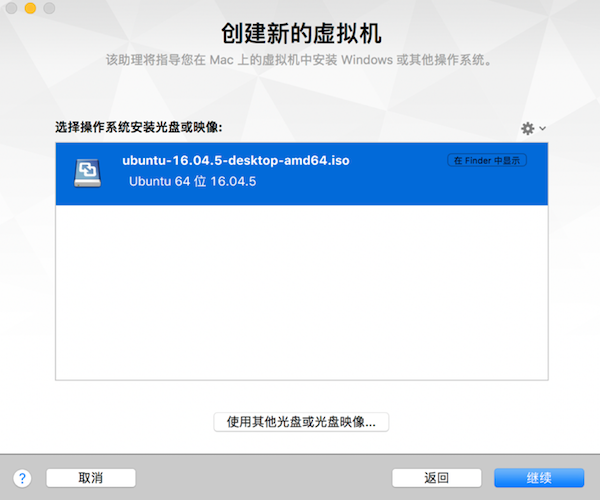 创建新的虚拟机
该助理将指导您在 Mac 上的虚拟机中安装 Windows 或其他操作系统。
选择操作系统安装光盘或映像:
ubuntu-16.04.5-desktop-amd64.iso
在 Finder 中显示
Ubuntu 64 位 16.04.5
使用其他光盘或光盘映像...
?
取消
返回
继续